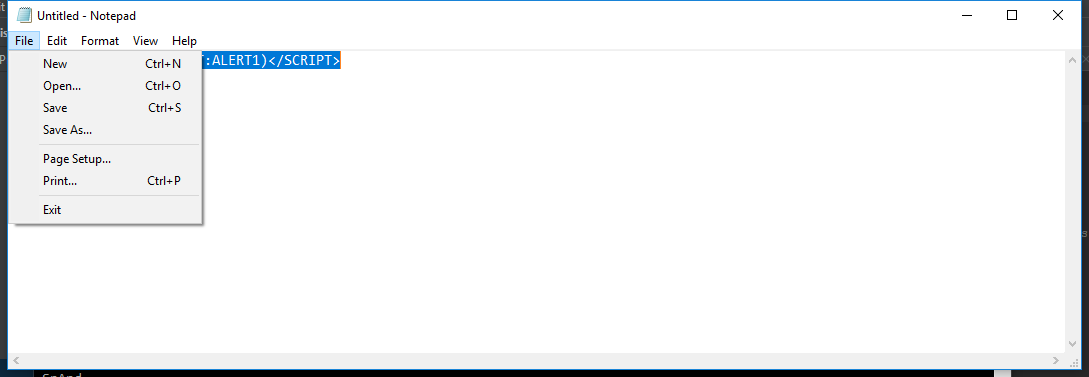 Untitled - Notepad
File Edit Format View Help
:ALERT1)</SCRIPT>
New Ctrl+N
Open... Ctrl+O
Save Ctrl+S
Save As...
Page Setup...
Print... Ctrl+P
Exit